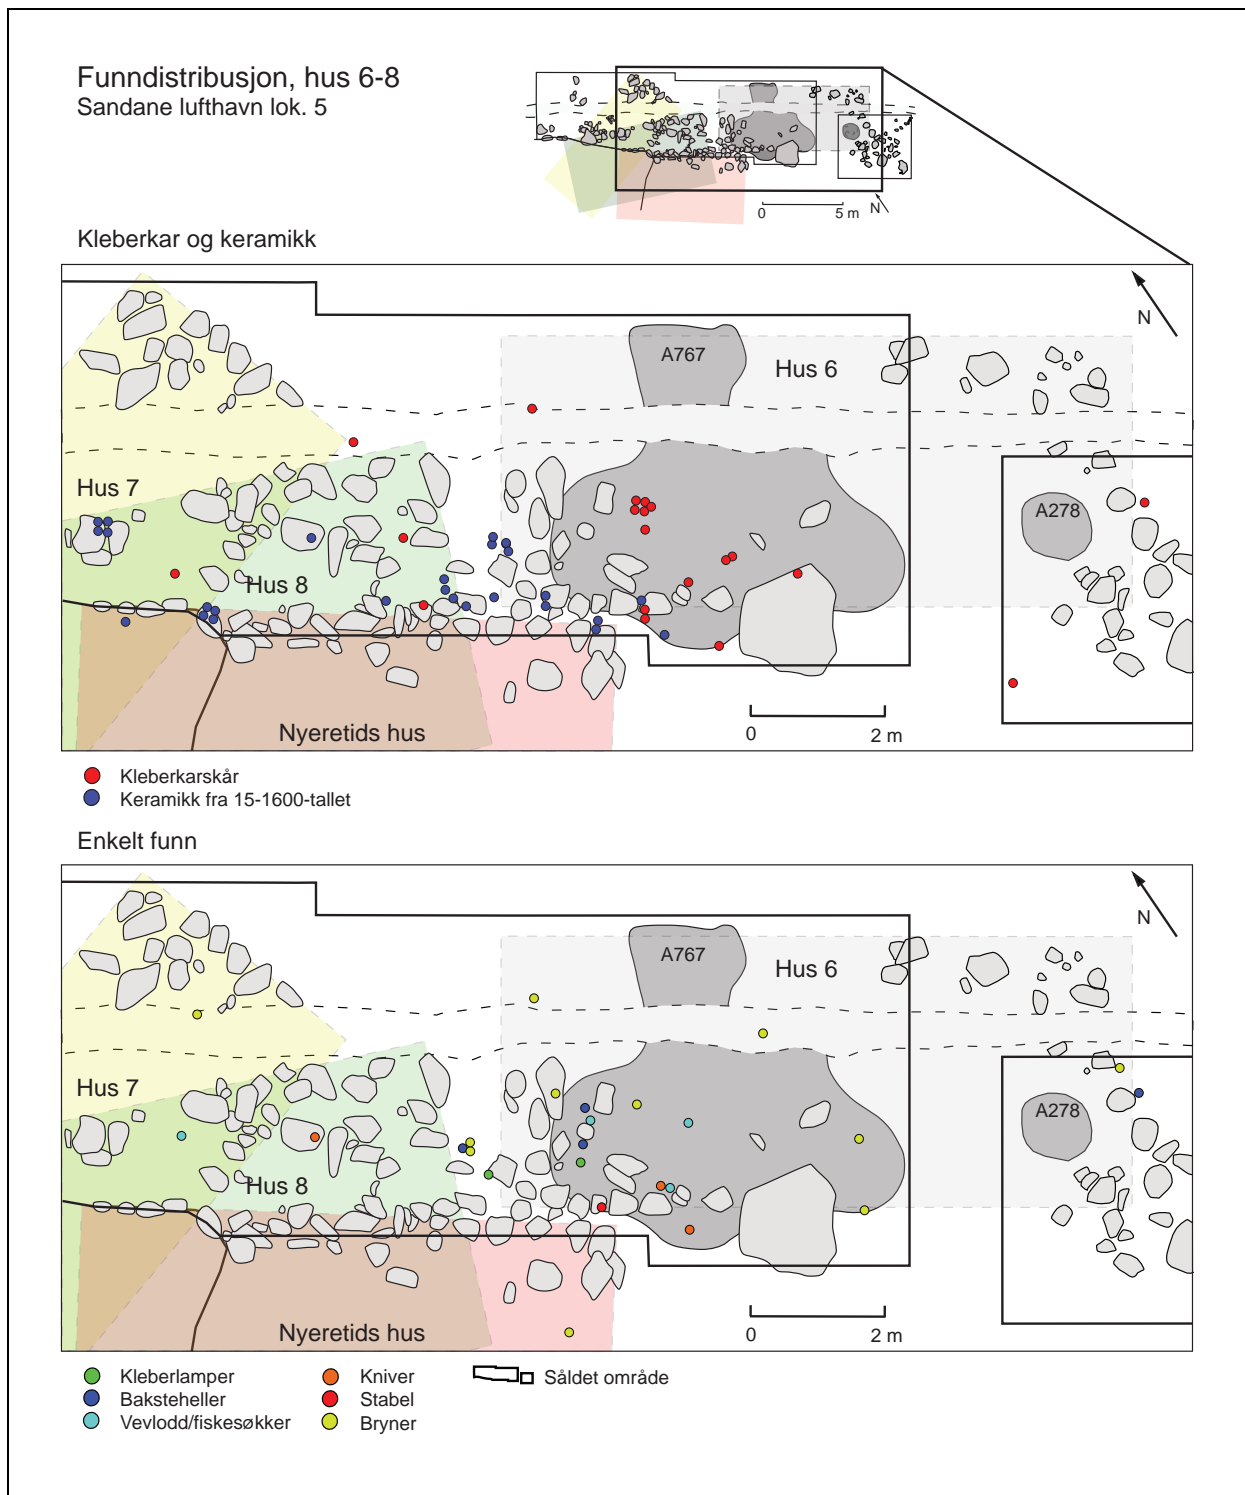 Funndistribusjon, hus 6-8
Sandane lufthavn lok. 5
0 5 m N
Kleberkar og keramikk
N
A767
Hus 6
Hus 7
A278
Hus 8
Nyeretids hus
0 2 m
Kleberkarskår
Keramikk fra 15-1600-tallet
Enkelt funn
N
A767
Hus 6
Hus 7
A278
Hus 8
Nyeretids hus
0 2 m
Kleberlamper Kniver Såldet område
Baksteheller Stabel
Vevlodd/fiskesøkker Bryner